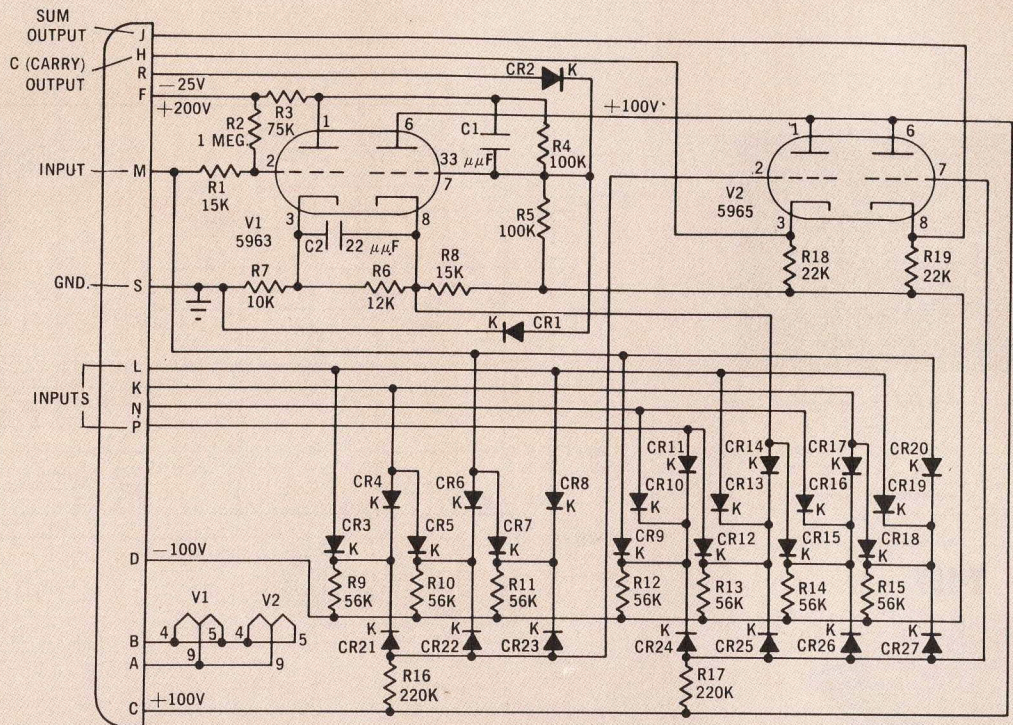 SUM
OUTPUT
J
C (CARRY)
OUTPUT
H
R
−25V
F
+200V
CR2
K
R3
75K
R2
1 MEG.
1
6
C1
33 μμF
R4
100K
+100V
1
6
INPUT
M
R1
15K
2
7
2
7
V2
5965
R5
100K
3
8
V1
5963
C2
22 μμF
R8
15K
3
8
R18
22K
R19
22K
GND.
S
R7
10K
R6
12K
K
CR1
INPUTS
L
K
N
P
CR4
K
CR6
K
CR8
K
CR11
K
CR10
K
CR14
K
CR13
K
CR17
K
CR16
K
CR20
K
CR19
K
CR3
K
CR5
K
CR7
K
CR9
K
CR12
K
CR15
K
CR18
K
D
−100V
R9
56K
R10
56K
R11
56K
R12
56K
R13
56K
R14
56K
R15
56K
V1
V2
B
4
5
4
5
A
9
9
K
CR21
K
CR22
K
CR23
K
CR24
K
CR25
K
CR26
K
CR27
R16
220K
R17
220K
C
+100V